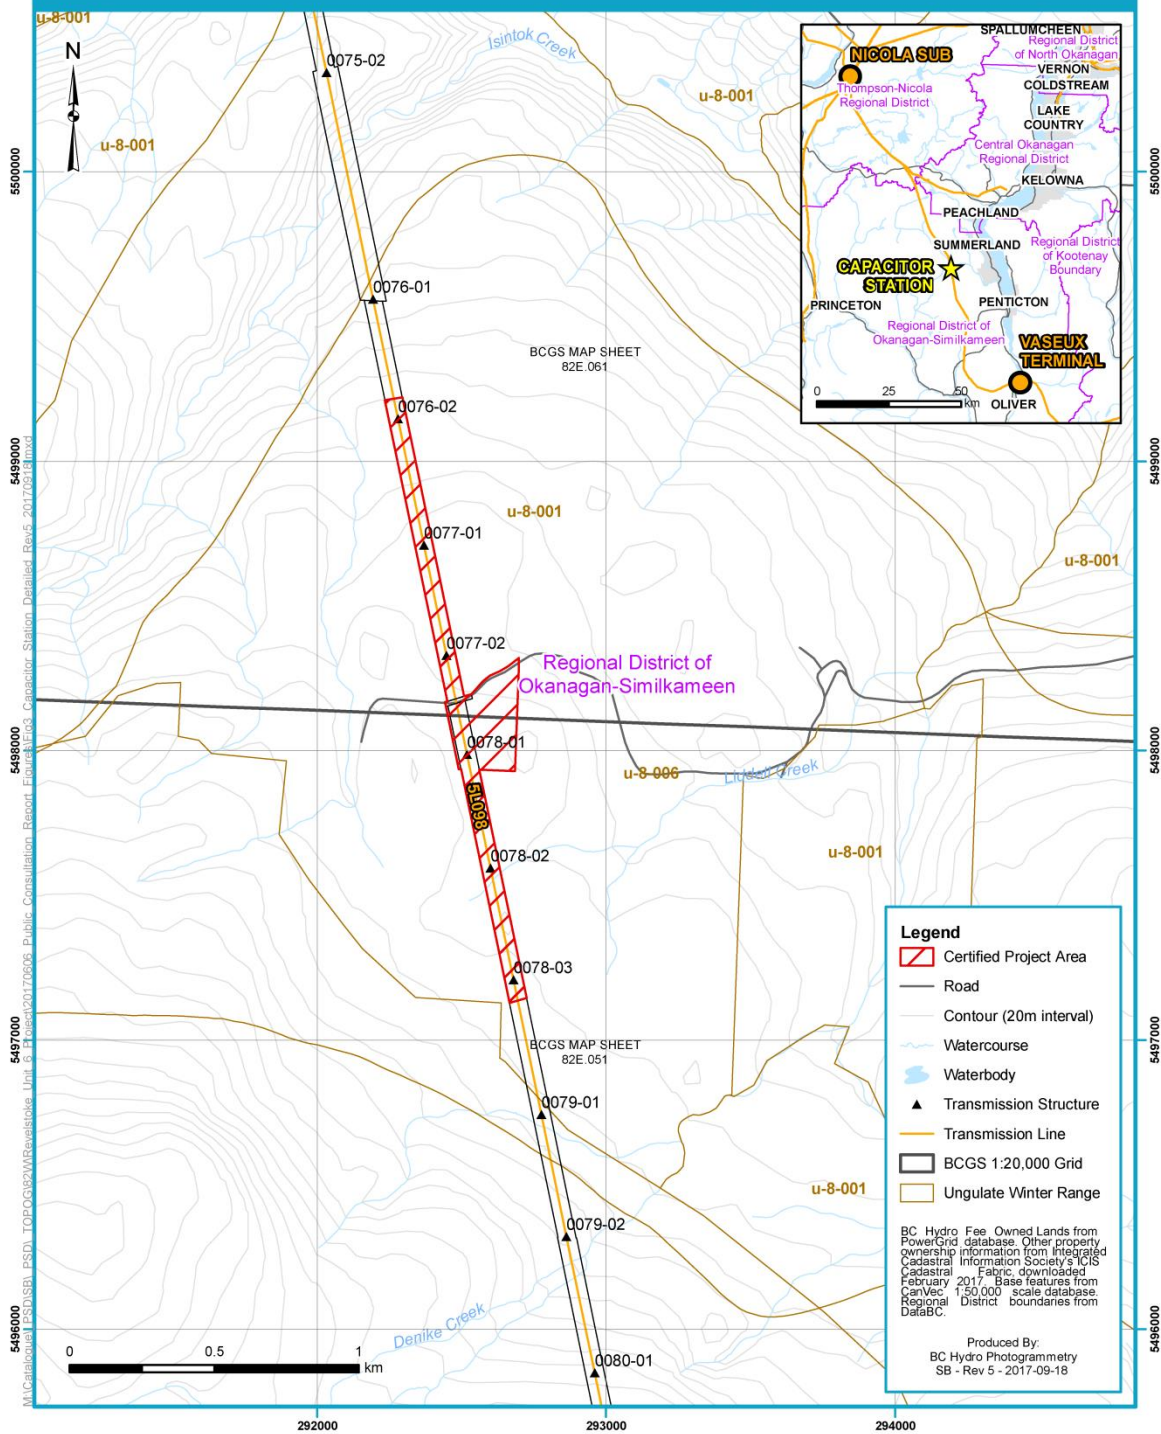 u-8-001
Isintok Creek
N
0075-02
u-8-001
u-8-001
5500000
5500000
SPALLUMCHEEN
Regional District
of North Okanagan
NICOLA SUB
VERNON
COLDSTREAM
Thompson-Nicola
Regional District
LAKE
COUNTRY
Central Okanagan
Regional District
KELOWNA
PEACHLAND
SUMMERLAND
Regional District
of Kootenay
Boundary
CAPACITOR
STATION
PRINCETON
PENTICTON
Regional District of
Okanagan-Similkameen
VASEUX
TERMINAL
0 25 50
km
OLIVER
0076-01
BCGS MAP SHEET
82E.061
0076-02
5499000
5499000
u-8-001
0077-01
u-8-001
0077-02
Regional District of
Okanagan-Similkameen
0078-01
5498000
5498000
u-8-006
Liddell Creek
5L098
0078-02
u-8-001
0078-03
5497000
5497000
BCGS MAP SHEET
82E.051
0079-01
u-8-001
0079-02
Denike Creek
5496000
5496000
0 0.5 1
km
0080-01
292000
293000
294000
Legend
Certified Project Area
Road
Contour (20m interval)
Watercourse
Waterbody
Transmission Structure
Transmission Line
BCGS 1:20,000 Grid
Ungulate Winter Range
BC Hydro Fee Owned Lands from
PowerGrid database. Other property
ownership information from Integrated
Cadastral Information Society's ICIS
Cadastral Fabric, downloaded
February 2017. Base features from
CanVec 1:50,000 scale database.
Regional District boundaries from
DataBC.
Produced By:
BC Hydro Photogrammetry
SB - Rev 5 - 2017-09-18